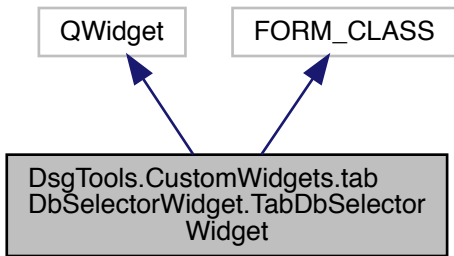 QWidget
FORM_CLASS
DsgTools.CustomWidgets.tab
DbSelectorWidget.TabDbSelector
Widget